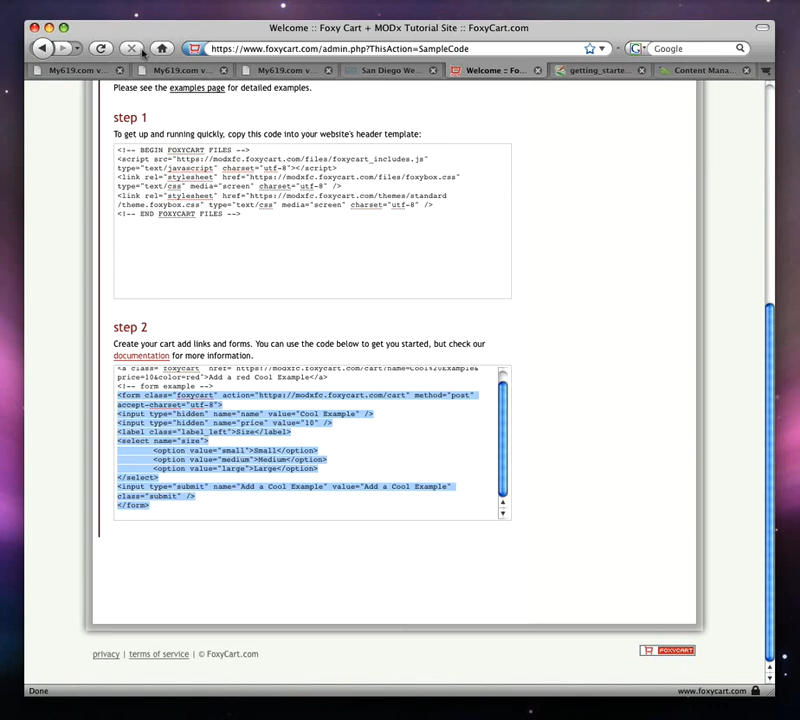 Welcome :: Foxy Cart + MODx Tutorial Site :: FoxyCart.com
https://www.foxycart.com/admin.php?ThisAction=SampleCode
Google
My619.com v...
My619.com v...
My619.com v...
San Diego We...
Welcome :: Fo...
getting_starte...
Content Mana...
Please see the examples page for detailed examples.
step 1
To get up and running quickly, copy this code into your website's header template:
<!-- BEGIN FOXYCART FILES -->
<script src="https://modxfc.foxycart.com/files/foxycart_includes.js"
type="text/javascript" charset="utf-8"></script>
<link rel="stylesheet" href="https://modxfc.foxycart.com/files/foxybox.css"
type="text/css" media="screen" charset="utf-8" />
<link rel="stylesheet" href="https://modxfc.foxycart.com/themes/standard
/theme.foxybox.css" type="text/css" media="screen" charset="utf-8" />
<!-- END FOXYCART FILES -->
step 2
Create your cart add links and forms. You can use the code below to get you started, but check our
documentation for more information.
<a class="foxycart" href="https://modxfc.foxycart.com/cart?name=Cool%20Example&
price=10&color=red">Add a red Cool Example</a>
<!-- form example -->
<form class="foxycart" action="https://modxfc.foxycart.com/cart" method="post"
accept-charset="utf-8">
<input type="hidden" name="name" value="Cool Example" />
<input type="hidden" name="price" value="10" />
<label class="label_left">Size</label>
<select name="size">
<option value="small">Small</option>
<option value="medium">Medium</option>
<option value="large">Large</option>
</select>
<input type="submit" name="Add a Cool Example" value="Add a Cool Example"
class="submit" />
</form>
privacy | terms of service | © FoxyCart.com
FOXYCART
Done
www.foxycart.com